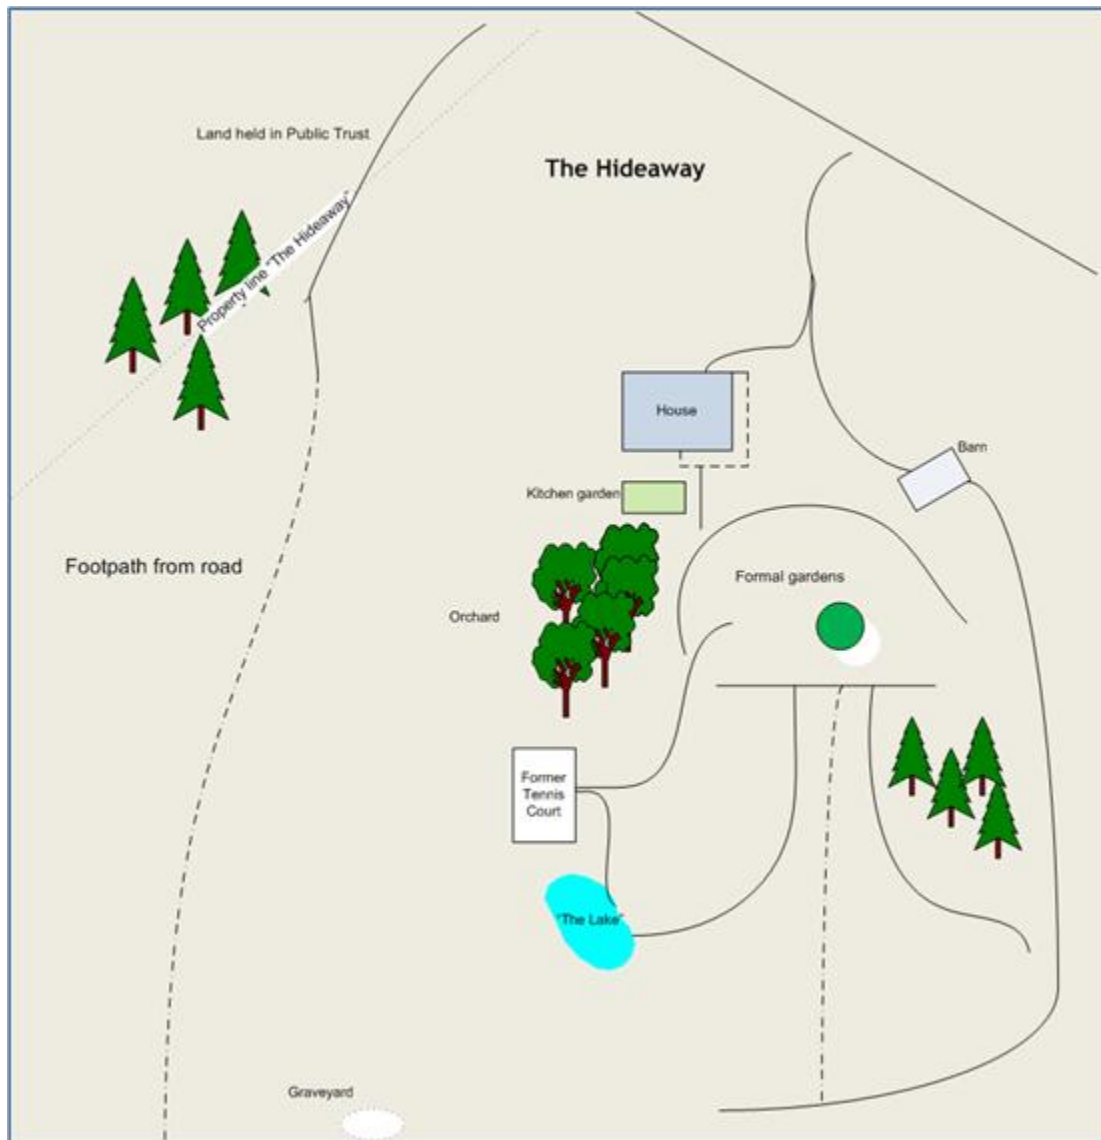 Land held in Public Trust
The Hideaway
Property line "The Hideaway"
House
Barn
Kitchen garden
Footpath from road
Formal gardens
Orchard
Former
Tennis
Court
"The Lake"
Graveyard